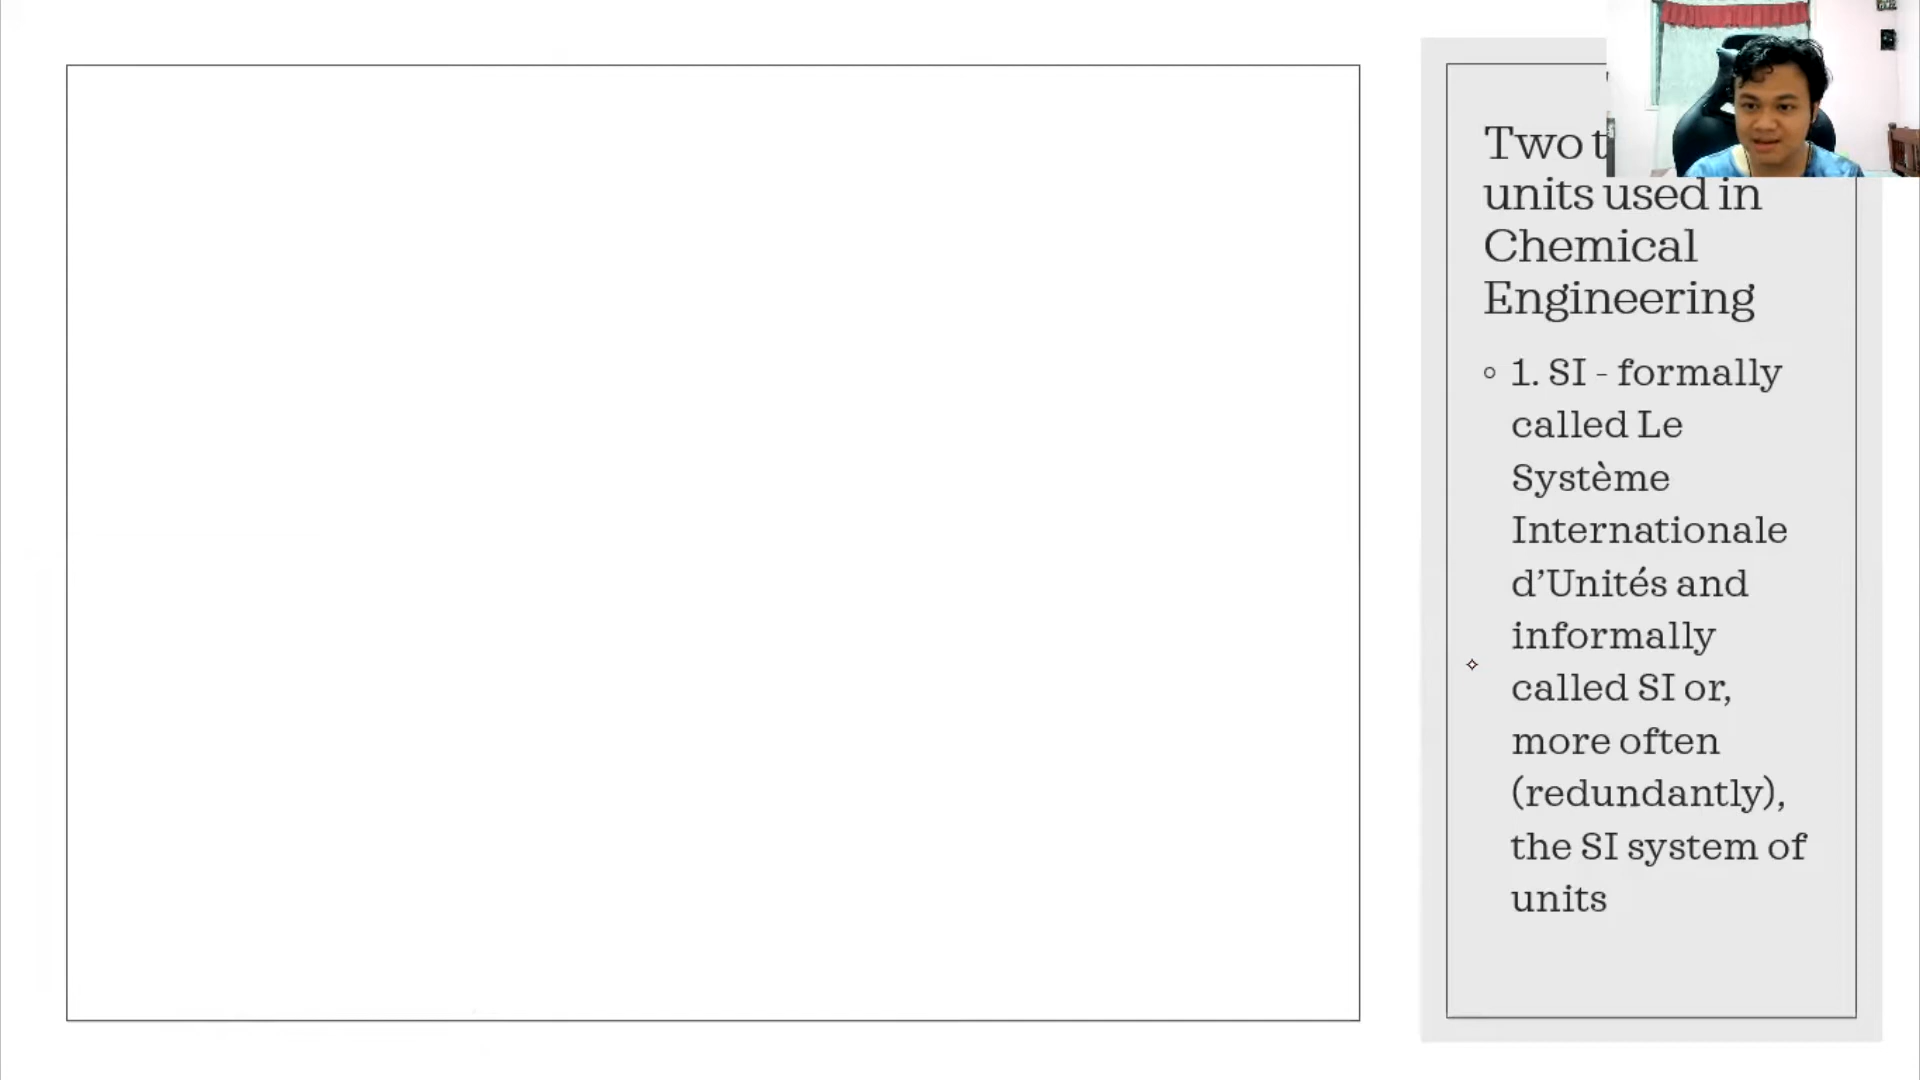 Two
units used in
Chemical
Engineering
1. SI - formally
called Le
Système
Internationale
d’Unités and
informally
called SI or,
more often
(redundantly),
the SI system of
units